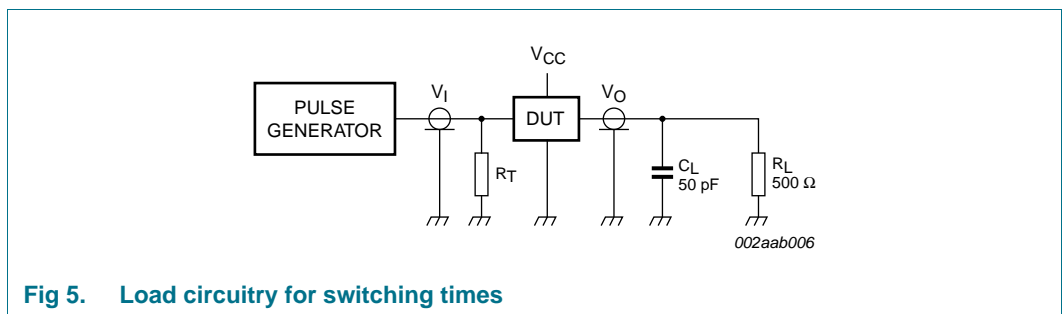 VCC
PULSE
GENERATOR
VI
DUT
VO
RT
CL
50 pF
RL
500 Ω
002aab006
Fig 5. Load circuitry for switching times